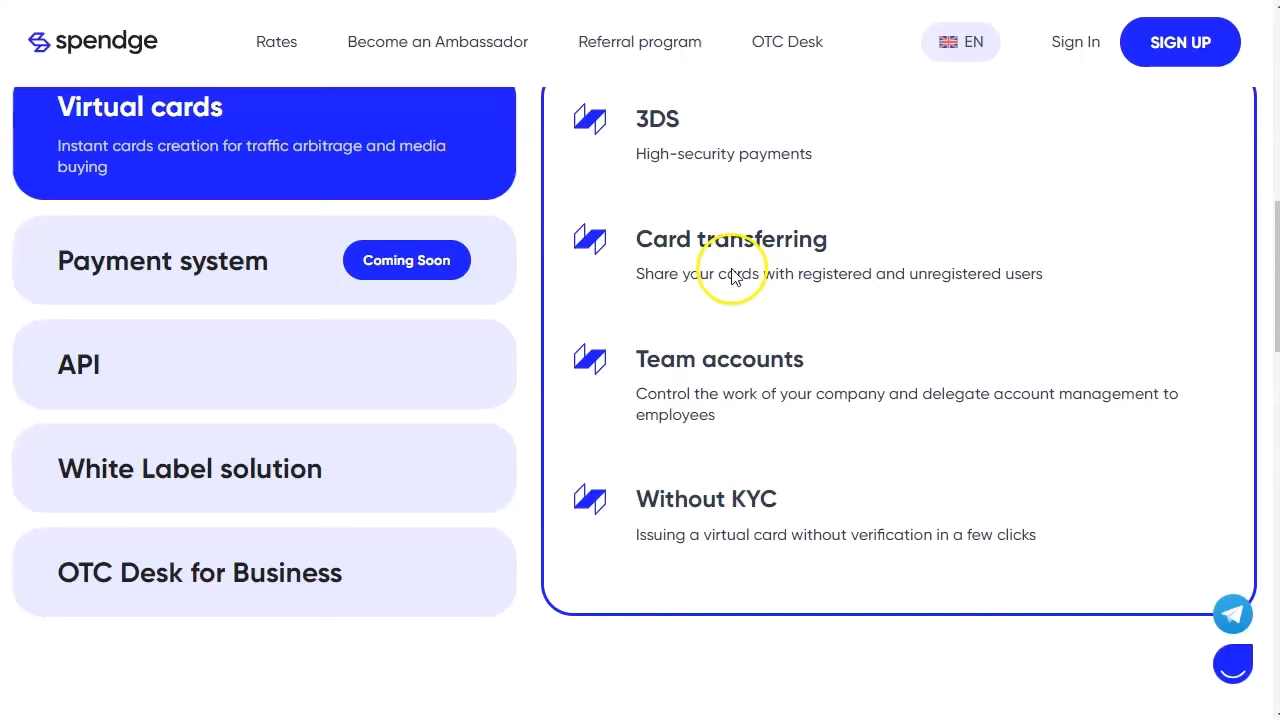 spendge
Rates
Become an Ambassador
Referral program
OTC Desk
EN
Sign In
SIGN UP
Virtual cards
Instant cards creation for traffic arbitrage and media
buying
Payment system
Coming Soon
API
White Label solution
OTC Desk for Business
3DS
High-security payments
Card transferring
Share your cards with registered and unregistered users
Team accounts
Control the work of your company and delegate account management to
employees
Without KYC
Issuing a virtual card without verification in a few clicks